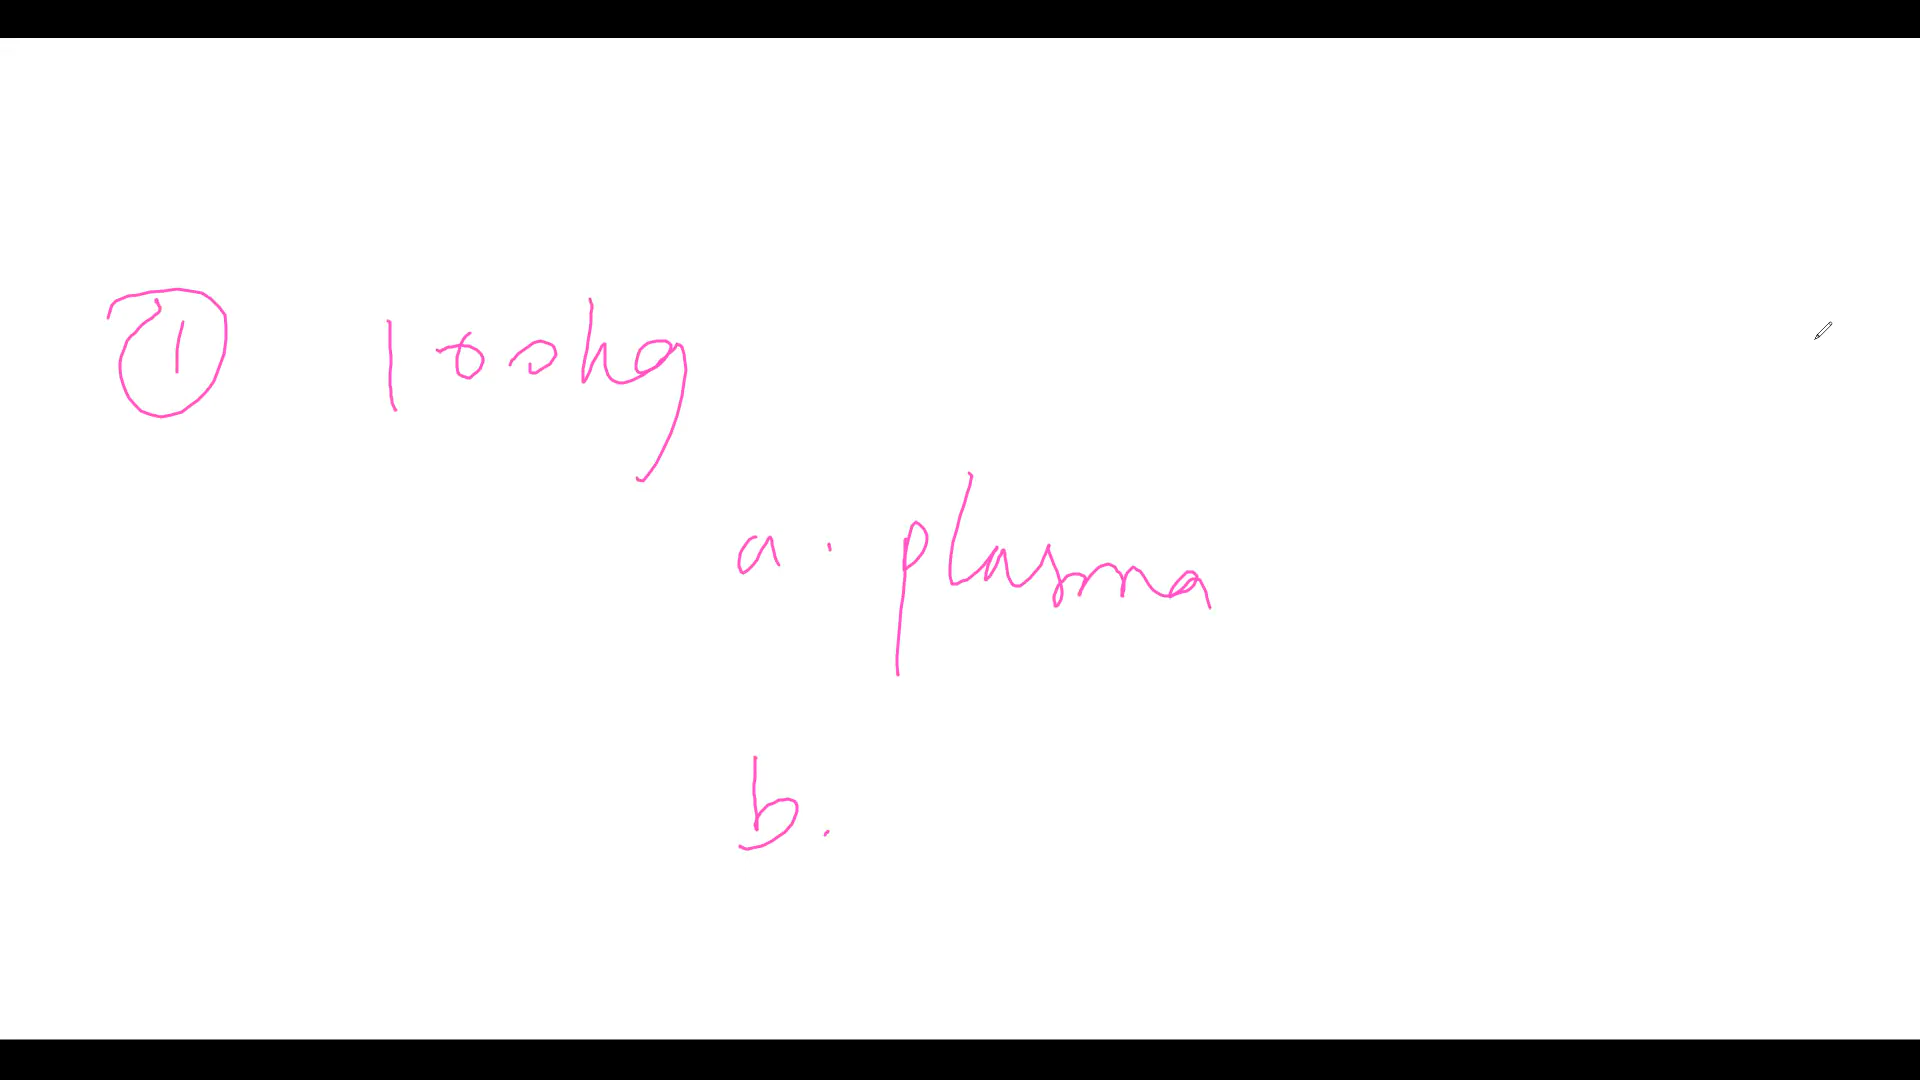 ① 100kg
a. plasma
b.